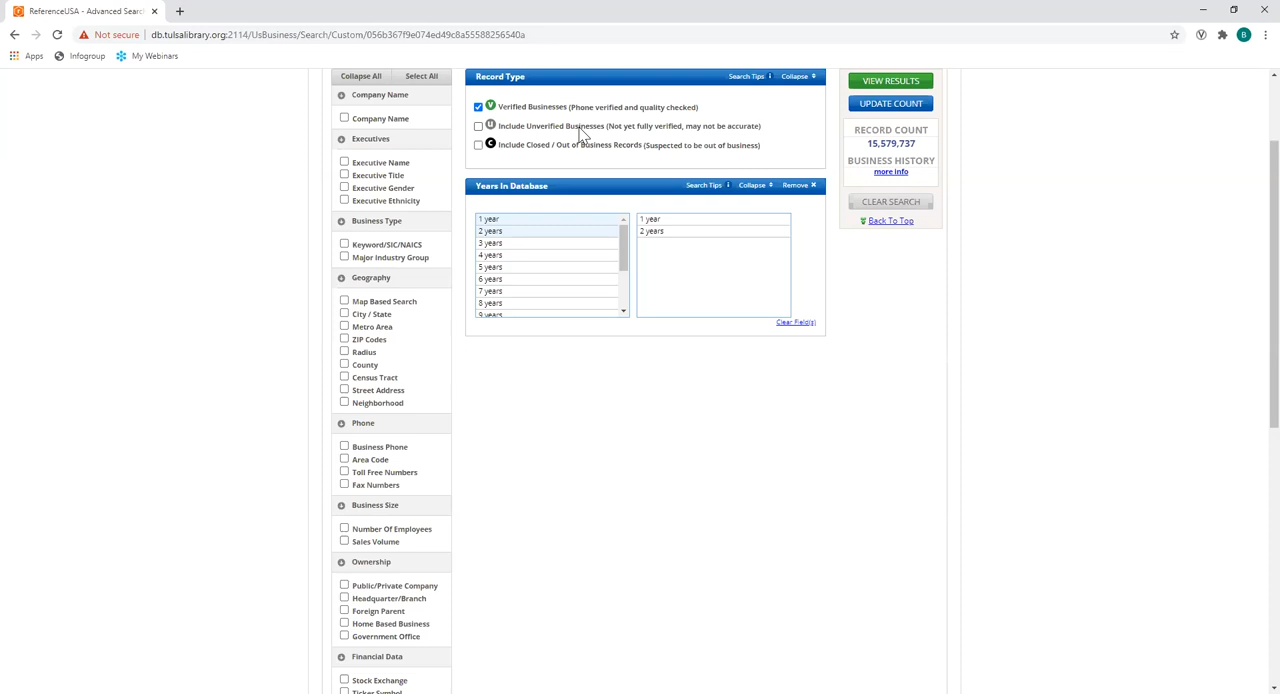 ReferenceUSA - Advanced Searc
Not secure
db.tulsalibrary.org:2114/UsBusiness/Search/Custom/056b367f9e074ed49c8a55588256540a
V
B
Apps
Infogroup
My Webinars
Collapse All
Select All
Company Name
Company Name
Executives
Executive Name
Executive Title
Executive Gender
Executive Ethnicity
Business Type
Keyword/SIC/NAICS
Major Industry Group
Geography
Map Based Search
City / State
Metro Area
ZIP Codes
Radius
County
Census Tract
Street Address
Neighborhood
Phone
Business Phone
Area Code
Toll Free Numbers
Fax Numbers
Business Size
Number Of Employees
Sales Volume
Ownership
Public/Private Company
Headquarter/Branch
Foreign Parent
Home Based Business
Government Office
Financial Data
Stock Exchange
Ticker Symbol
Record Type
Search Tips i
Collapse
V Verified Businesses (Phone verified and quality checked)
U Include Unverified Businesses (Not yet fully verified, may not be accurate)
C Include Closed / Out of Business Records (Suspected to be out of business)
Years In Database
Search Tips i
Collapse
Remove X
1 year
2 years
3 years
4 years
5 years
6 years
7 years
8 years
9 years
1 year
2 years
Clear Field(s)
VIEW RESULTS
UPDATE COUNT
RECORD COUNT
15,579,737
BUSINESS HISTORY
more info
CLEAR SEARCH
Back To Top